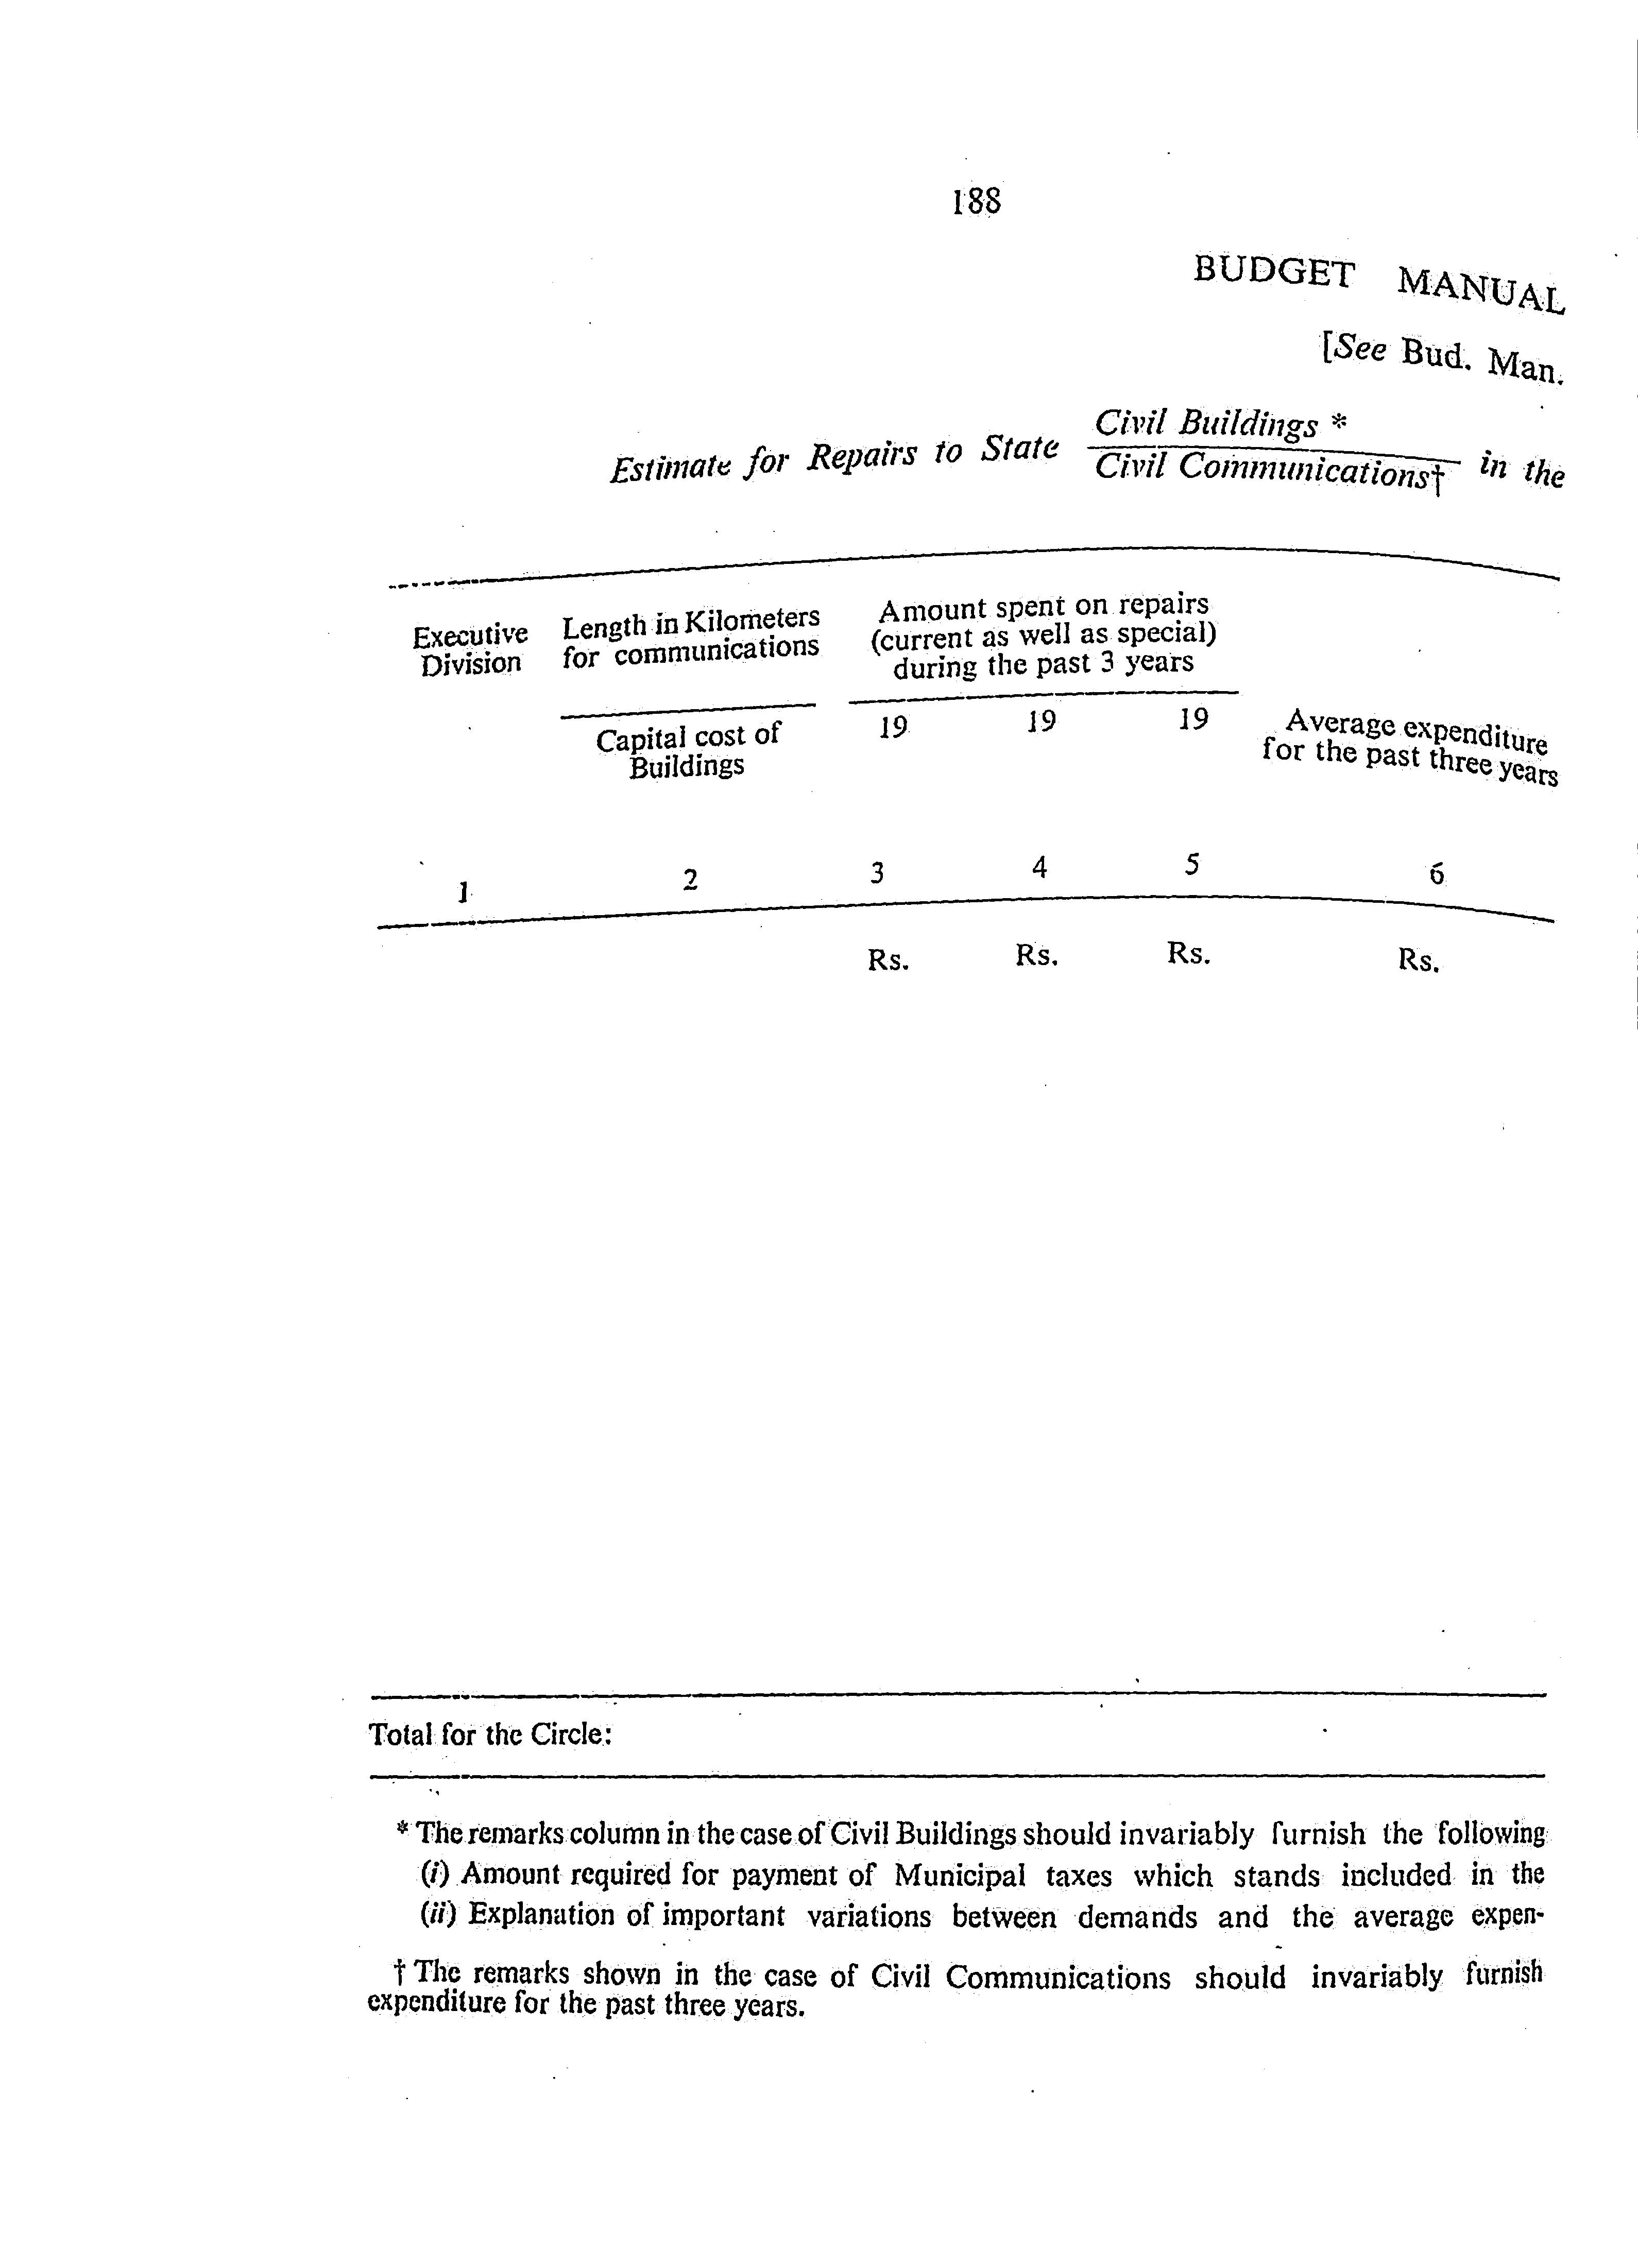 188
BUDGET MANUAL
[See Bud. Man.
Estimate for Repairs to State Civil Buildings * in the
Civil Communications†
Executive Division
Length in Kilometers for communications
Capital cost of Buildings
Amount spent on repairs
(current as well as special)
during the past 3 years
19 19 19
Average expenditure
for the past three years
1 2 3 4 5 6
Rs. Rs. Rs. Rs.
Total for the Circle:
* The remarks column in the case of Civil Buildings should invariably furnish the following
(i) Amount required for payment of Municipal taxes which stands included in the
(ii) Explanation of important variations between demands and the average expen-
† The remarks shown in the case of Civil Communications should invariably furnish
expenditure for the past three years.